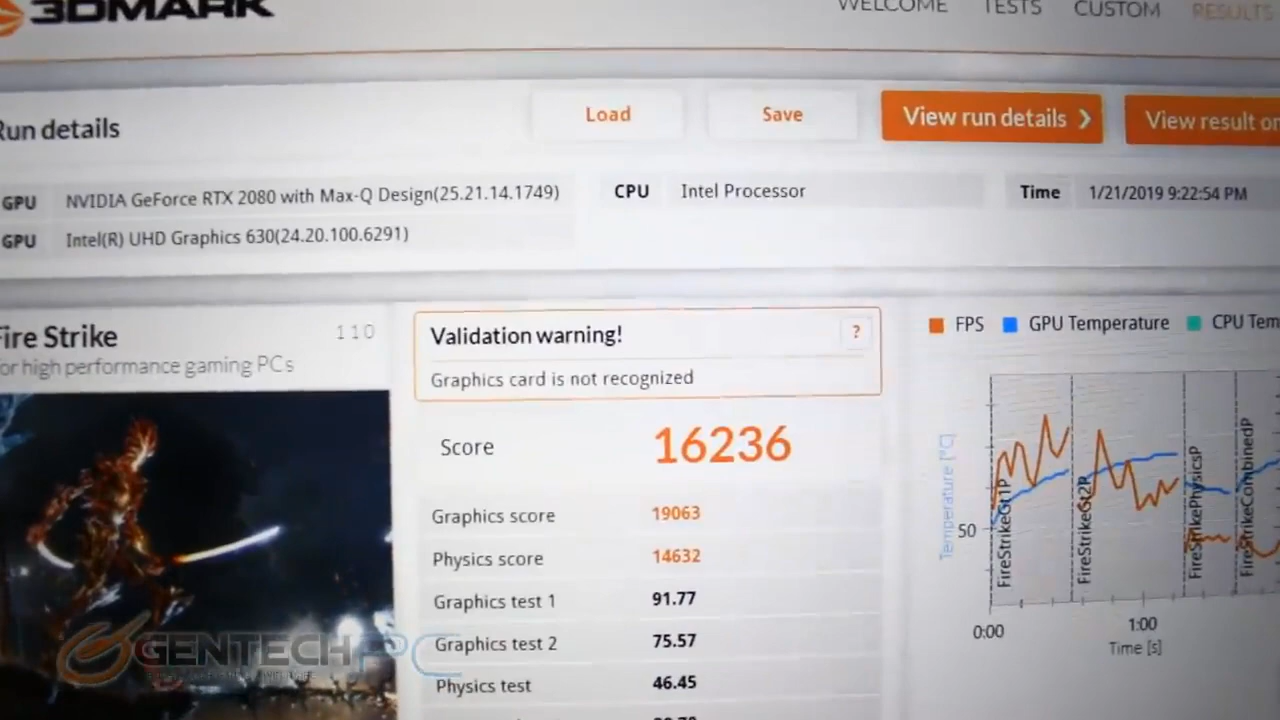 3DMARK
WELCOME TESTS CUSTOM RESULTS
Run details
Load
Save
View run details
View result on
GPU NVIDIA GeForce RTX 2080 with Max-Q Design(25.21.14.1749)
CPU Intel Processor
Time 1/21/2019 9:22:54 PM
GPU Intel(R) UHD Graphics 630(24.20.100.6291)
Fire Strike 1 1 0
for high performance gaming PCs
Validation warning! ?
Graphics card is not recognized
Score 16236
Graphics score 19063
Physics score 14632
Graphics test 1 91.77
Graphics test 2 75.57
Physics test 46.45
FPS GPU Temperature CPU Tem
Temperature [°C]
50
FireStrikeGt1P
FireStrikeGt2P
FireStrikePhysicsP
FireStrikeCombinedP
0:00 1:00
Time [s]
GENTECH PC